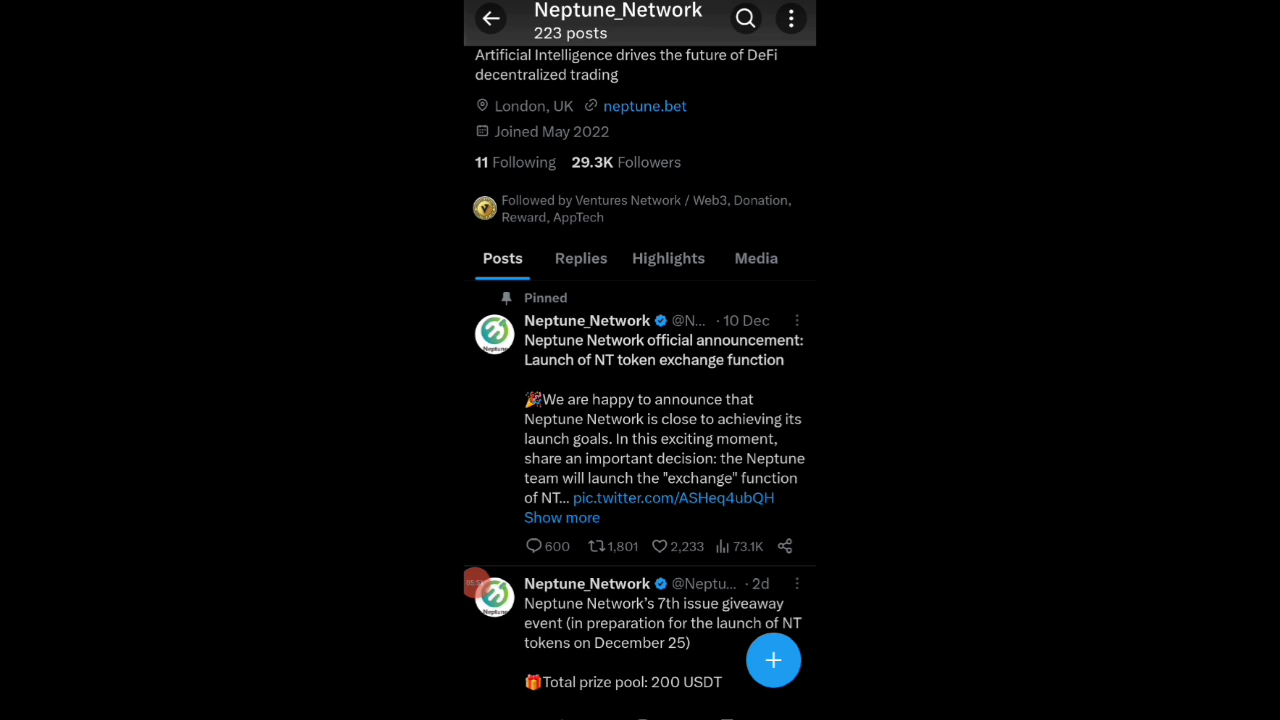 Neptune_Network
223 posts
Artificial Intelligence drives the future of DeFi
decentralized trading
London, UK neptune.bet
Joined May 2022
11 Following 29.3K Followers
Followed by Ventures Network / Web3, Donation,
Reward, AppTech
Posts Replies Highlights Media
Pinned
Neptune_Network @N... · 10 Dec
Neptune Network official announcement:
Launch of NT token exchange function
🎉We are happy to announce that
Neptune Network is close to achieving its
launch goals. In this exciting moment,
share an important decision: the Neptune
team will launch the "exchange" function
of NT... pic.twitter.com/ASHeq4ubQH
Show more
600 1,801 2,233 73.1K
Neptune_Network @Neptu... · 2d
Neptune Network's 7th issue giveaway
event (in preparation for the launch of NT
tokens on December 25)
🎁Total prize pool: 200 USDT
Neptune
Neptune